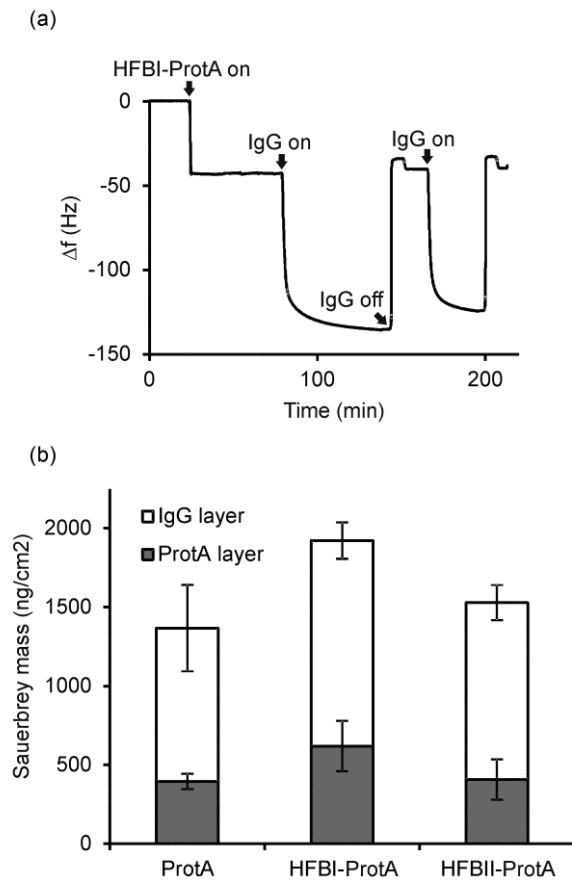 (a)
HFBI-ProtA on
IgG on
IgG on
IgG off
0
-50
-100
-150
Δf (Hz)
0
100
200
Time (min)
(b)
IgG layer
ProtA layer
2000
1500
1000
500
0
Sauerbrey mass (ng/cm2)
ProtA
HFBI-ProtA
HFBII-ProtA